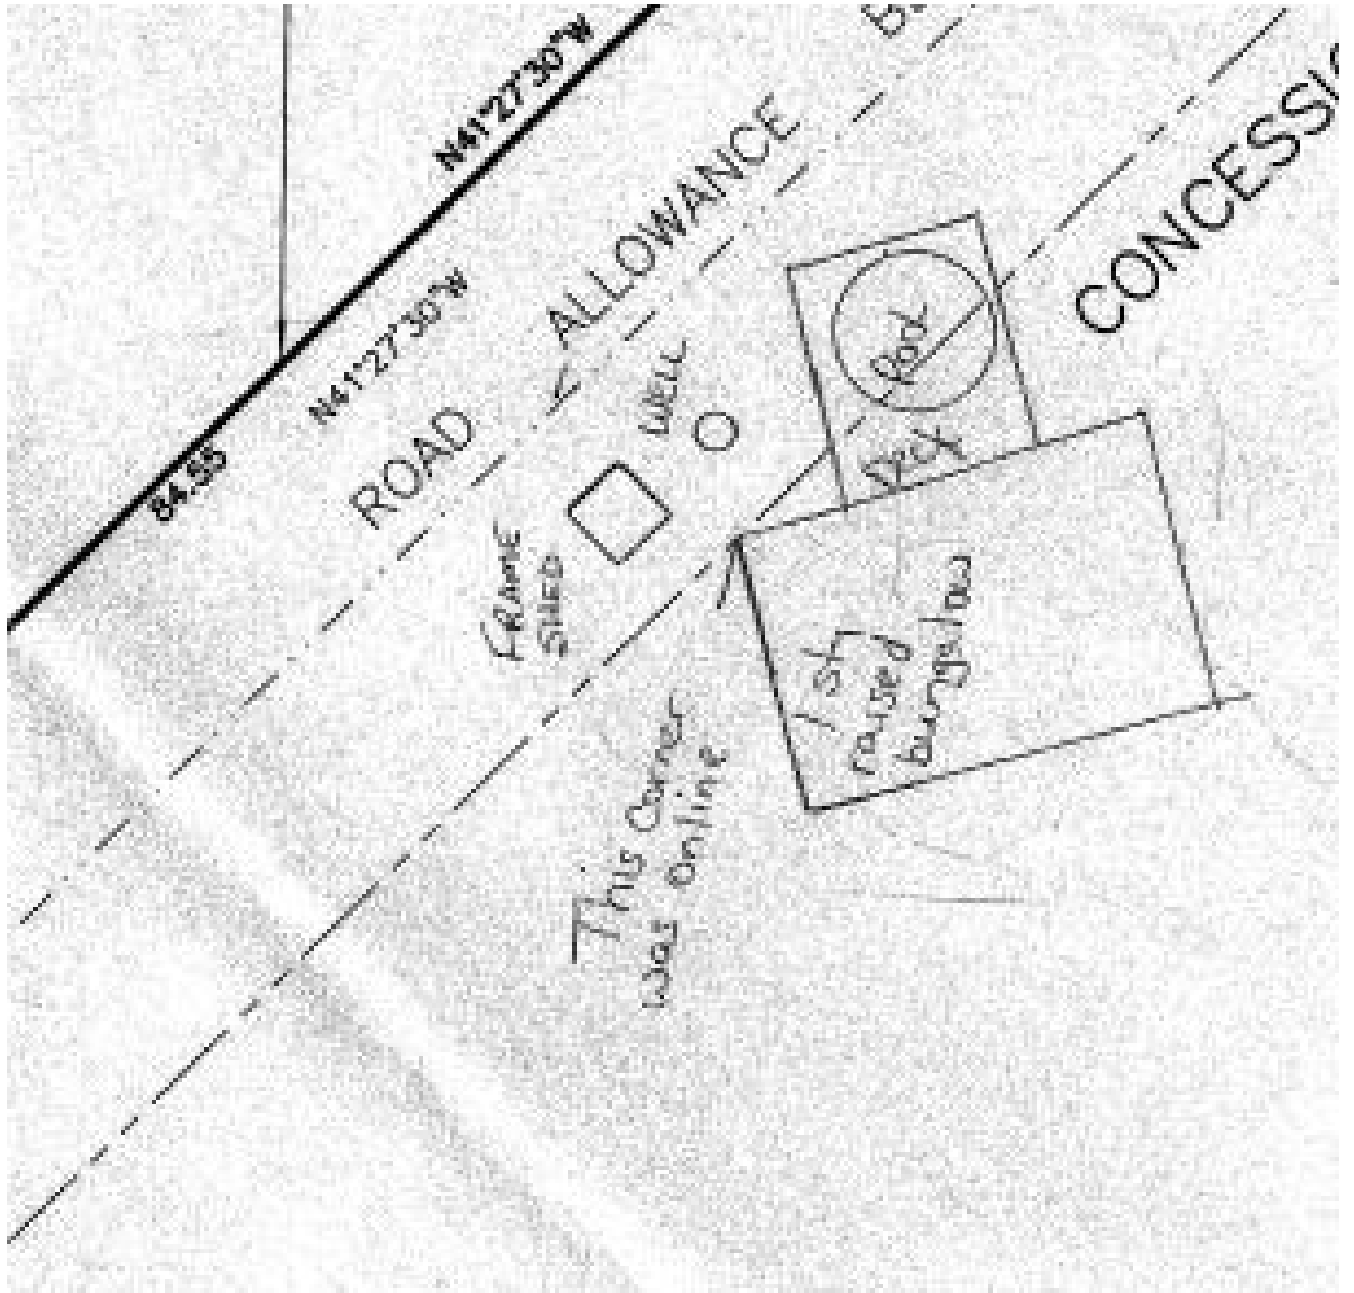 N41°27'30"W
N41°27'30"W
84.55
ROAD ALLOWANCE
CONCESSI
WELL
FRAME
SHED
Deck
1 sty
raised
bungalow
This Corner
was online